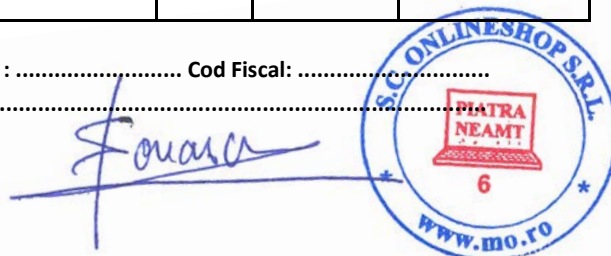 : .......................... Cod Fiscal: ..............................
...........................................................................
S.C. ONLINESHOP S.R.L.
PIATRA
NEAMT
6
* www.mo.ro *